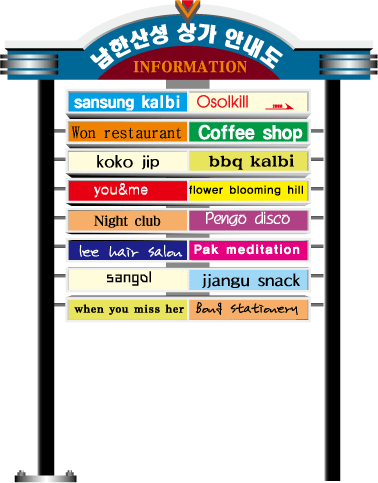 남한산성 상가 안내도
INFORMATION
sansung kalbi Osolkill
Won restaurant Coffee shop
koko jip bbq kalbi
you&me flower blooming hill
Night club Pengo disco
lee hair salon Pak meditation
sangol jjangu snack
when you miss her Bong stationery